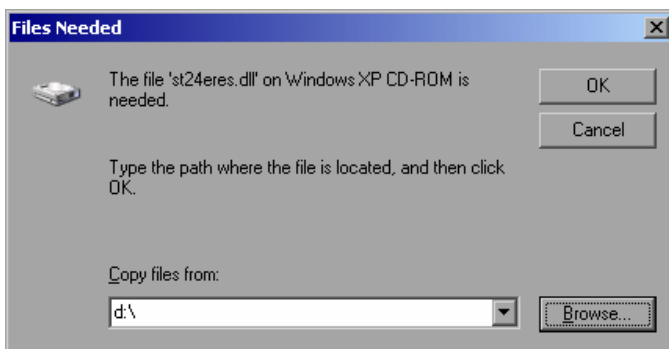 Files Needed
The file 'st24eres.dll' on Windows XP CD-ROM is
needed.
OK
Cancel
Type the path where the file is located, and then click
OK.
Copy files from:
d:\
Browse...